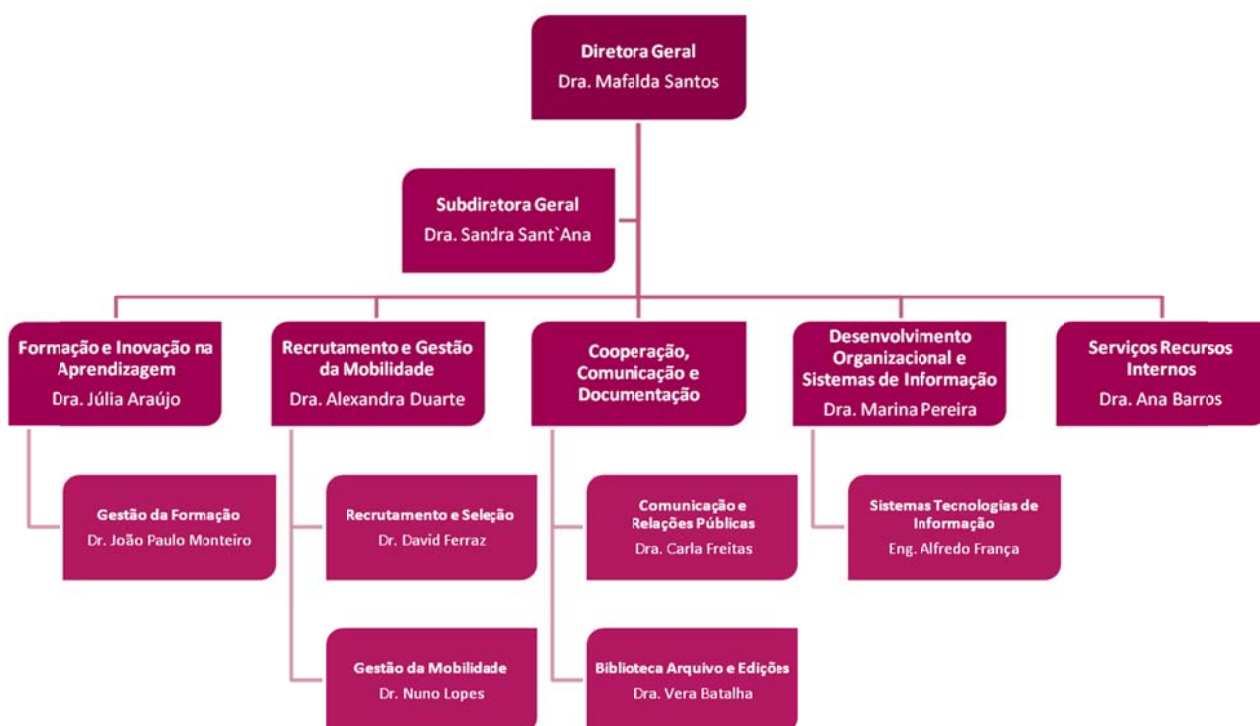 Diretora Geral
Dra. Mafalda Santos
Subdiretora Geral
Dra. Sandra Sant`Ana
Formação e Inovação na
Aprendizagem
Dra. Júlia Araújo
Recrutamento e Gestão
da Mobilidade
Dra. Alexandra Duarte
Cooperação,
Comunicação e
Documentação
Desenvolvimento
Organizacional e
Sistemas de Informação
Dra. Marina Pereira
Serviços Recursos
Internos
Dra. Ana Barros
Gestão da Formação
Dr. João Paulo Monteiro
Recrutamento e Seleção
Dr. David Ferraz
Comunicação e
Relações Públicas
Dra. Carla Freitas
Sistemas Tecnologias de
Informação
Eng. Alfredo França
Gestão da Mobilidade
Dr. Nuno Lopes
Biblioteca Arquivo e Edições
Dra. Vera Batalha